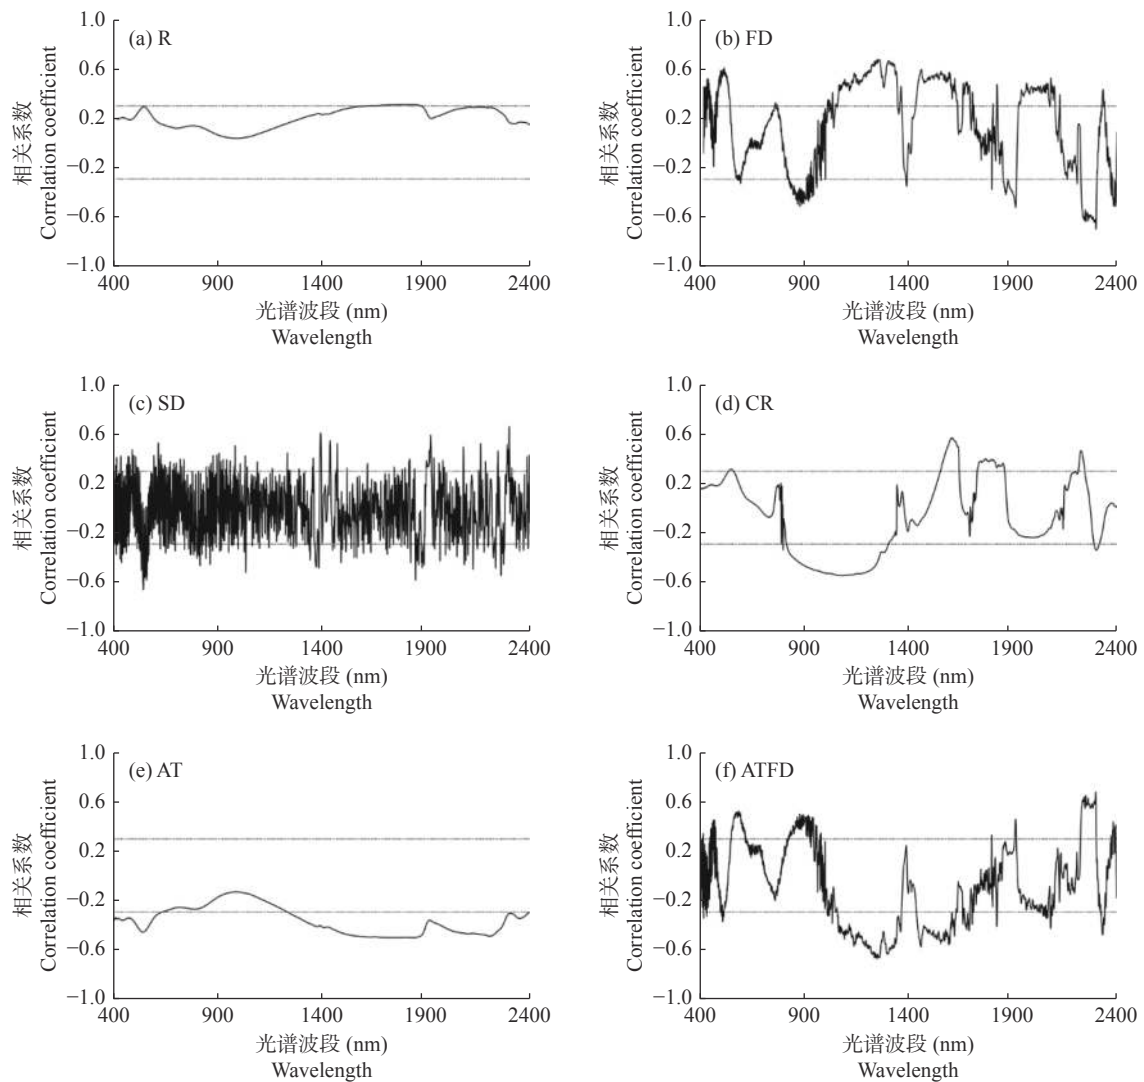 (a) R
1.0
0.6
0.2
−0.2
−0.6
−1.0
相关系数
Correlation coefficient
400 900 1400 1900 2400
光谱波段 (nm)
Wavelength
(b) FD
1.0
0.6
0.2
−0.2
−0.6
−1.0
相关系数
Correlation coefficient
400 900 1400 1900 2400
光谱波段 (nm)
Wavelength
(c) SD
1.0
0.6
0.2
−0.2
−0.6
−1.0
相关系数
Correlation coefficient
400 900 1400 1900 2400
光谱波段 (nm)
Wavelength
(d) CR
1.0
0.6
0.2
−0.2
−0.6
−1.0
相关系数
Correlation coefficient
400 900 1400 1900 2400
光谱波段 (nm)
Wavelength
(e) AT
1.0
0.6
0.2
−0.2
−0.6
−1.0
相关系数
Correlation coefficient
400 900 1400 1900 2400
光谱波段 (nm)
Wavelength
(f) ATFD
1.0
0.6
0.2
−0.2
−0.6
−1.0
相关系数
Correlation coefficient
400 900 1400 1900 2400
光谱波段 (nm)
Wavelength